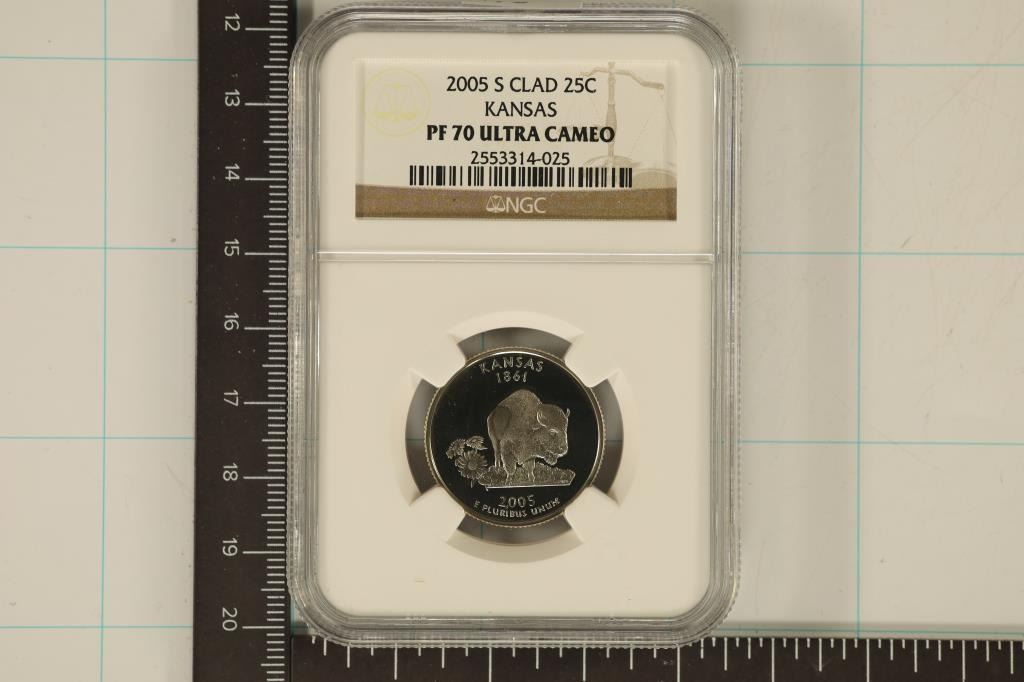 2005 S CLAD 25C
KANSAS
PF 70 ULTRA CAMEO
2553314-025
NGC
KANSAS
1861
2005
E PLURIBUS UNUM
12
13
14
15
16
17
18
19
20